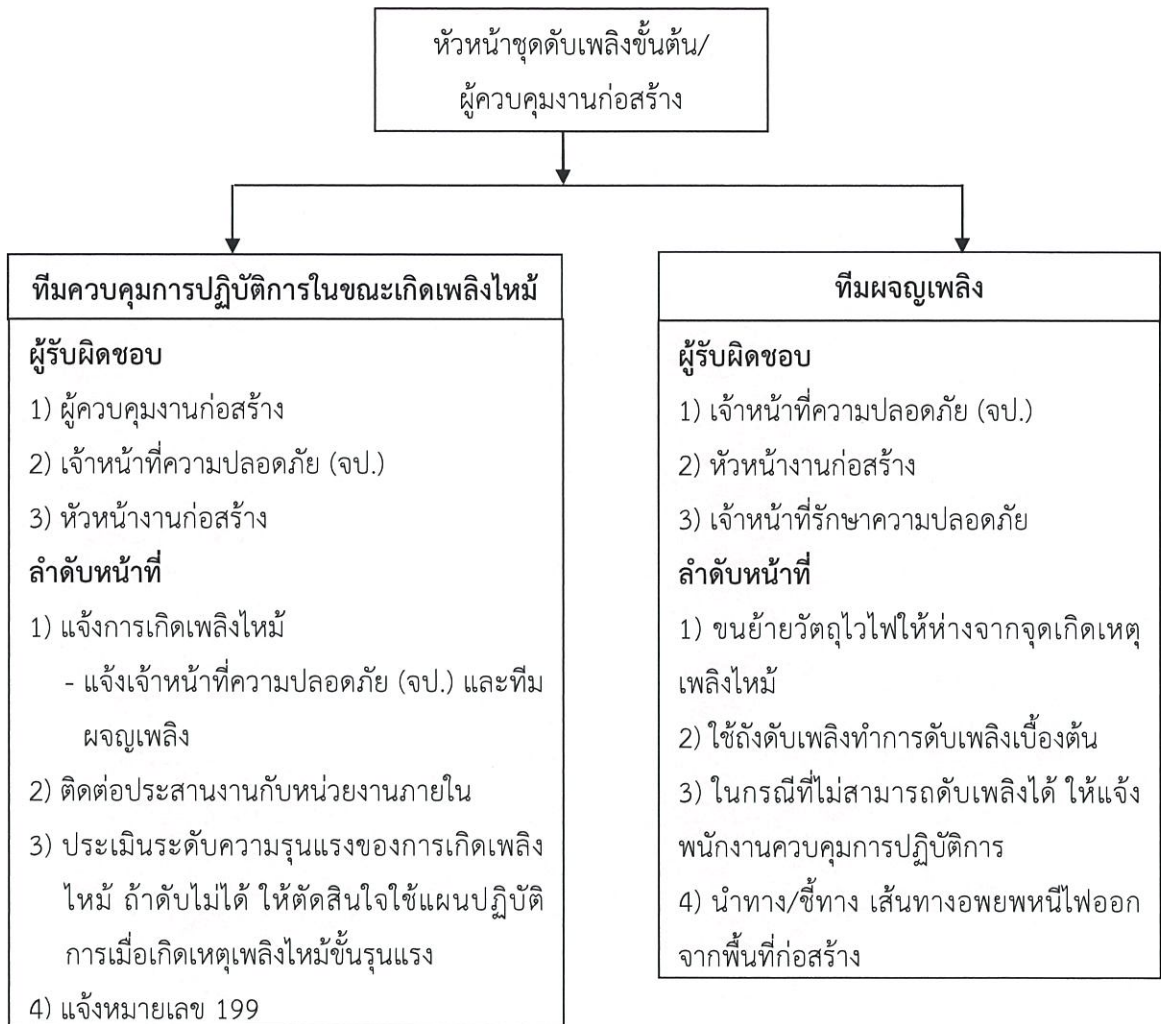 หัวหน้าชุดดับเพลิงขั้นต้น/
ผู้ควบคุมงานก่อสร้าง
ทีมควบคุมการปฏิบัติการในขณะเกิดเพลิงไหม้
ผู้รับผิดชอบ
1) ผู้ควบคุมงานก่อสร้าง
2) เจ้าหน้าที่ความปลอดภัย (จป.)
3) หัวหน้างานก่อสร้าง
ลำดับหน้าที่
1) แจ้งการเกิดเพลิงไหม้
- แจ้งเจ้าหน้าที่ความปลอดภัย (จป.) และทีม
ผจญเพลิง
2) ติดต่อประสานงานกับหน่วยงานภายใน
3) ประเมินระดับความรุนแรงของการเกิดเพลิง
ไหม้ ถ้าดับไม่ได้ ให้ตัดสินใจใช้แผนปฏิบัติ
การเมื่อเกิดเหตุเพลิงไหม้ขั้นรุนแรง
4) แจ้งหมายเลข 199
ทีมผจญเพลิง
ผู้รับผิดชอบ
1) เจ้าหน้าที่ความปลอดภัย (จป.)
2) หัวหน้างานก่อสร้าง
3) เจ้าหน้าที่รักษาความปลอดภัย
ลำดับหน้าที่
1) ขนย้ายวัตถุไวไฟให้ห่างจากจุดเกิดเหตุ
เพลิงไหม้
2) ใช้ถังดับเพลิงทำการดับเพลิงเบื้องต้น
3) ในกรณีที่ไม่สามารถดับเพลิงได้ ให้แจ้ง
พนักงานควบคุมการปฏิบัติการ
4) นำทาง/ชี้ทาง เส้นทางอพยพหนีไฟออก
จากพื้นที่ก่อสร้าง